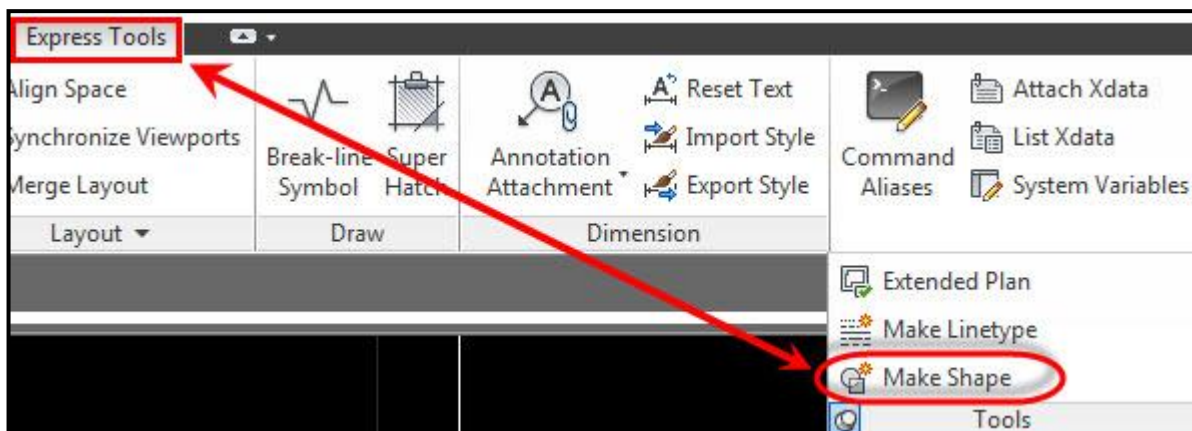 Express Tools
Align Space
Synchronize Viewports
Merge Layout
Layout
Break-line
Symbol
Super
Hatch
Draw
Annotation
Attachment
Reset Text
Import Style
Export Style
Dimension
Command
Aliases
Attach Xdata
List Xdata
System Variables
Extended Plan
Make Linetype
Make Shape
Tools